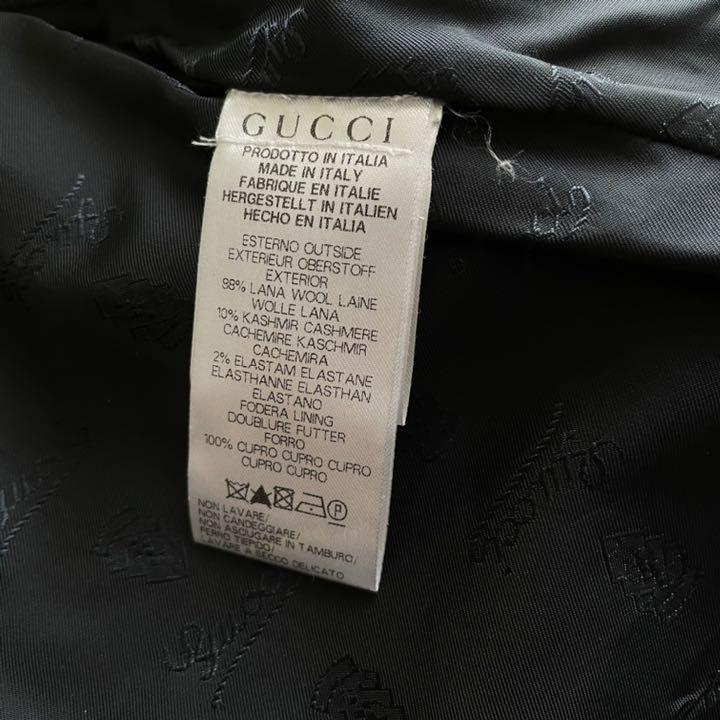 GUCCI
PRODOTTO IN ITALIA
MADE IN ITALY
FABRIQUE EN ITALIE
HERGESTELLT IN ITALIEN
HECHO EN ITALIA
ESTERNO OUTSIDE
EXTERIEUR OBERSTOFF
EXTERIOR
88% LANA WOOL LAINE
WOLLE LANA
10% KASHMIR CASHMERE
CACHEMIRE KASCHMIR
CACHEMIRA
2% ELASTAM ELASTANE
ELASTHANNE ELASTHAN
ELASTANO
FODERA LINING
DOUBLURE FUTTER
FORRO
100% CUPRO CUPRO CUPRO
CUPRO CUPRO
P
NON LAVARE/
NON CANDEGGIARE/
NON ASCIUGARE IN TAMBURO/
FERRO TIEPIDO/
LAVARE A SECCO DELICATO
Gucci